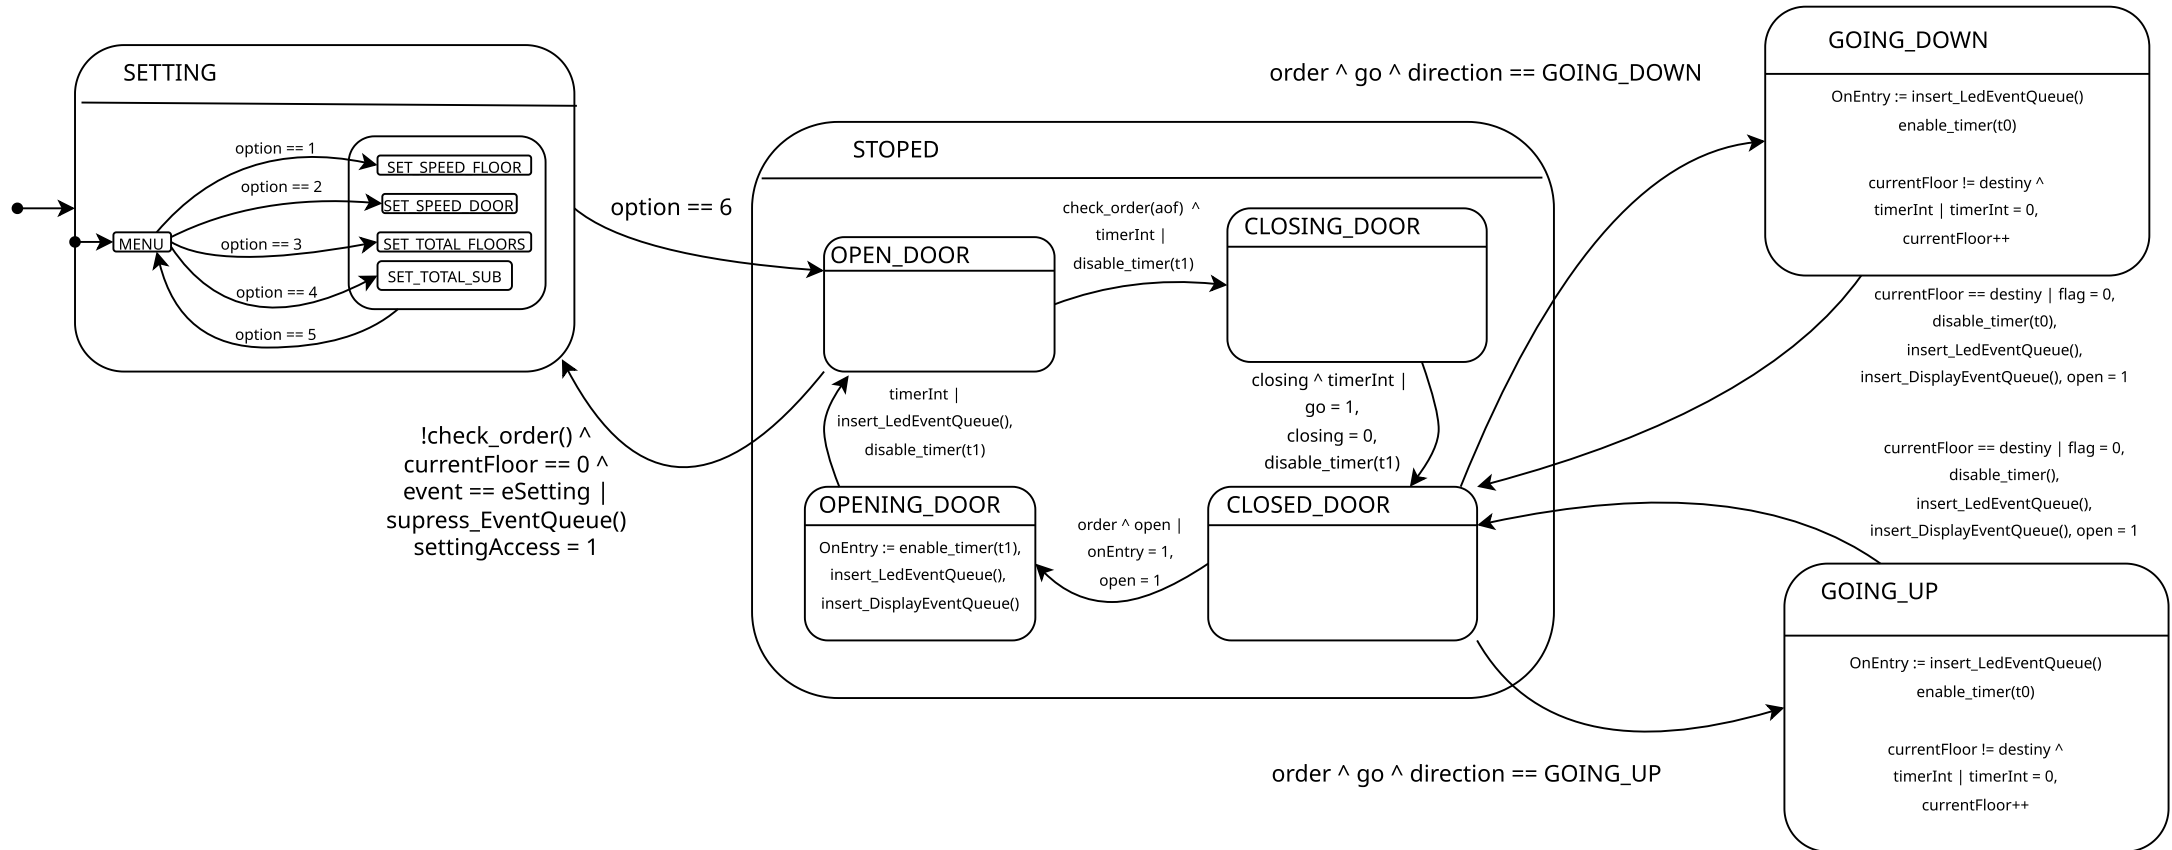 SETTING
option == 1
option == 2
option == 3
option == 4
option == 5
MENU
SET_SPEED_FLOOR
SET_SPEED_DOOR
SET_TOTAL_FLOORS
SET_TOTAL_SUB
option == 6
!check_order() ^
currentFloor == 0 ^
event == eSetting |
supress_EventQueue()
settingAccess = 1
STOPED
OPEN_DOOR
check_order(aof) ^
timerInt |
disable_timer(t1)
CLOSING_DOOR
timerInt |
insert_LedEventQueue(),
disable_timer(t1)
closing ^ timerInt |
go = 1,
closing = 0,
disable_timer(t1)
OPENING_DOOR
OnEntry := enable_timer(t1),
insert_LedEventQueue(),
insert_DisplayEventQueue()
order ^ open |
onEntry = 1,
open = 1
CLOSED_DOOR
order ^ go ^ direction == GOING_DOWN
GOING_DOWN
OnEntry := insert_LedEventQueue()
enable_timer(t0)
currentFloor != destiny ^
timerInt | timerInt = 0,
currentFloor++
currentFloor == destiny | flag = 0,
disable_timer(t0),
insert_LedEventQueue(),
insert_DisplayEventQueue(), open = 1
currentFloor == destiny | flag = 0,
disable_timer(),
insert_LedEventQueue(),
insert_DisplayEventQueue(), open = 1
order ^ go ^ direction == GOING_UP
GOING_UP
OnEntry := insert_LedEventQueue()
enable_timer(t0)
currentFloor != destiny ^
timerInt | timerInt = 0,
currentFloor++